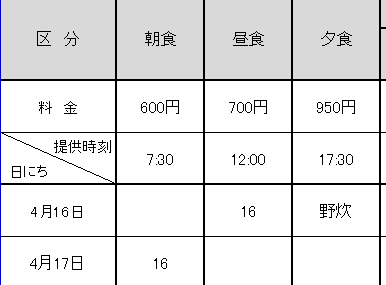 区 分 朝食 昼食 夕食
料 金 600円 700円 950円
提供時刻
日にち 7:30 12:00 17:30
4月16日 16 野炊
4月17日 16